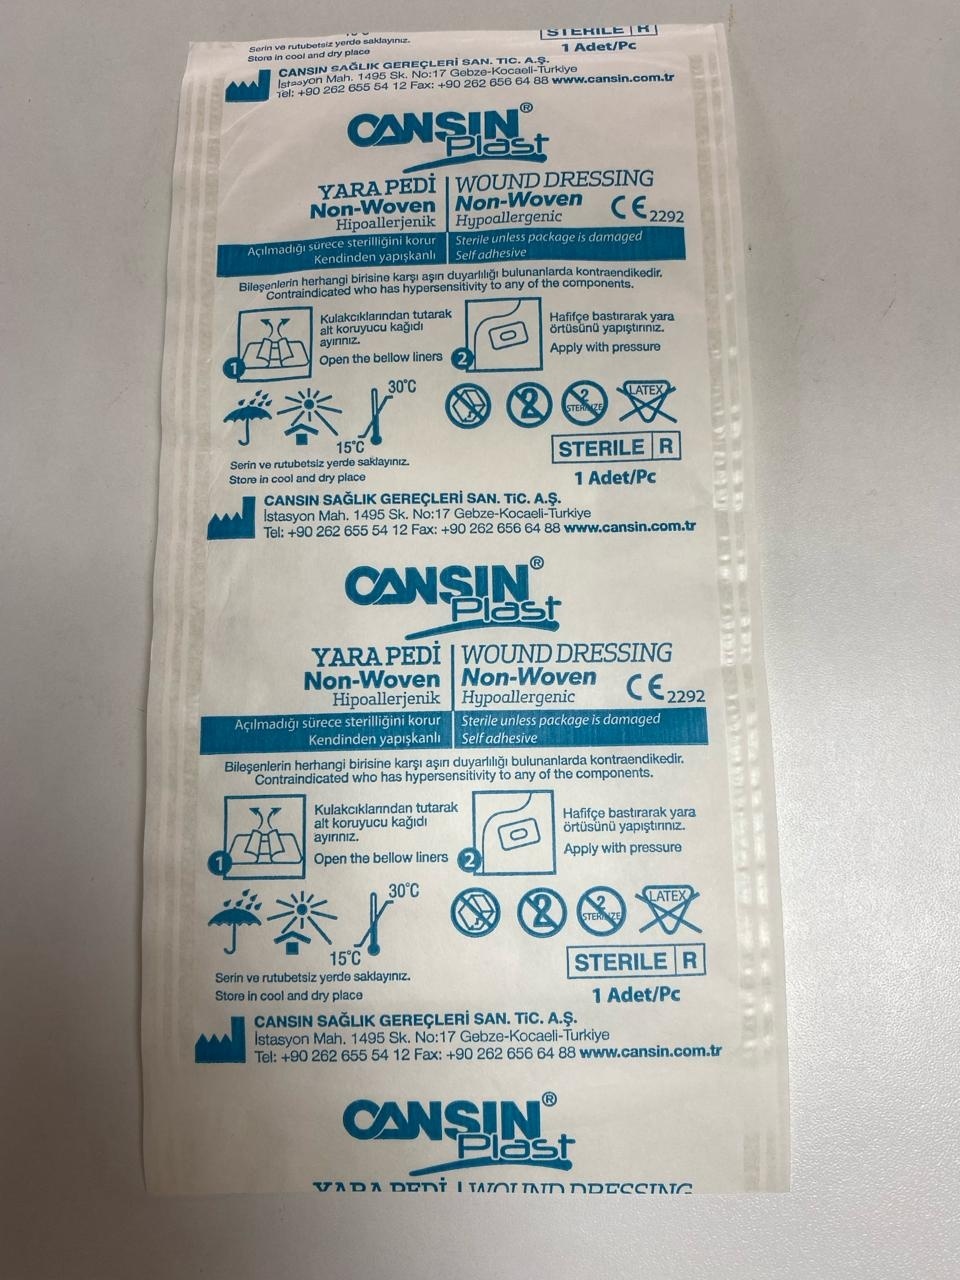 Serin ve rutubetsiz yerde saklayınız.
Store in cool and dry place
STERILE R
1 Adet/Pc
CANSIN SAĞLIK GEREÇLERİ SAN. TİC. A.Ş.
İstasyon Mah. 1495 Sk. No:17 Gebze-Kocaeli-Turkiye
Tel: +90 262 655 54 12 Fax: +90 262 656 64 88 www.cansin.com.tr
CANSIN®
Plast
YARA PEDİ WOUND DRESSING
Non-Woven Non-Woven
Hipoallerjenik Hypoallergenic CE 2292
Açılmadığı sürece sterilliğini korur Sterile unless package is damaged
Kendinden yapışkanlı Self adhesive
Bileşenlerin herhangi birisine karşı aşırı duyarlılığı bulunanlarda kontraendikedir.
Contraindicated who has hypersensitivity to any of the components.
Kulakcıklarından tutarak
alt koruyucu kağıdı
ayırınız.
Open the bellow liners
1
Hafifçe bastırarak yara
örtüsünü yapıştırınız.
Apply with pressure
2
30°C
15°C
2
2
STERILIZE
LATEX
STERILE R
1 Adet/Pc
Serin ve rutubetsiz yerde saklayınız.
Store in cool and dry place
CANSIN SAĞLIK GEREÇLERİ SAN. TiC. A.Ş.
İstasyon Mah. 1495 Sk. No:17 Gebze-Kocaeli-Turkiye
Tel: +90 262 655 54 12 Fax: +90 262 656 64 88 www.cansin.com.tr
CANSIN®
Plast
YARA PEDİ WOUND DRESSING
Non-Woven Non-Woven
Hipoallerjenik Hypoallergenic CE 2292
Açılmadığı sürece sterilliğini korur Sterile unless package is damaged
Kendinden yapışkanlı Self adhesive
Bileşenlerin herhangi birisine karşı aşırı duyarlılığı bulunanlarda kontraendikedir.
Contraindicated who has hypersensitivity to any of the components.
Kulakcıklarından tutarak
alt koruyucu kağıdı
ayırınız.
Open the bellow liners
1
Hafifçe bastırarak yara
örtüsünü yapıştırınız.
Apply with pressure
2
30°C
15°C
2
2
STERILIZE
LATEX
STERILE R
1 Adet/Pc
Serin ve rutubetsiz yerde saklayınız.
Store in cool and dry place
CANSIN SAĞLIK GEREÇLERİ SAN. TiC. A.Ş.
İstasyon Mah. 1495 Sk. No:17 Gebze-Kocaeli-Turkiye
Tel: +90 262 655 54 12 Fax: +90 262 656 64 88 www.cansin.com.tr
CANSIN®
Plast
YARA PEDİ WOUND DRESSING